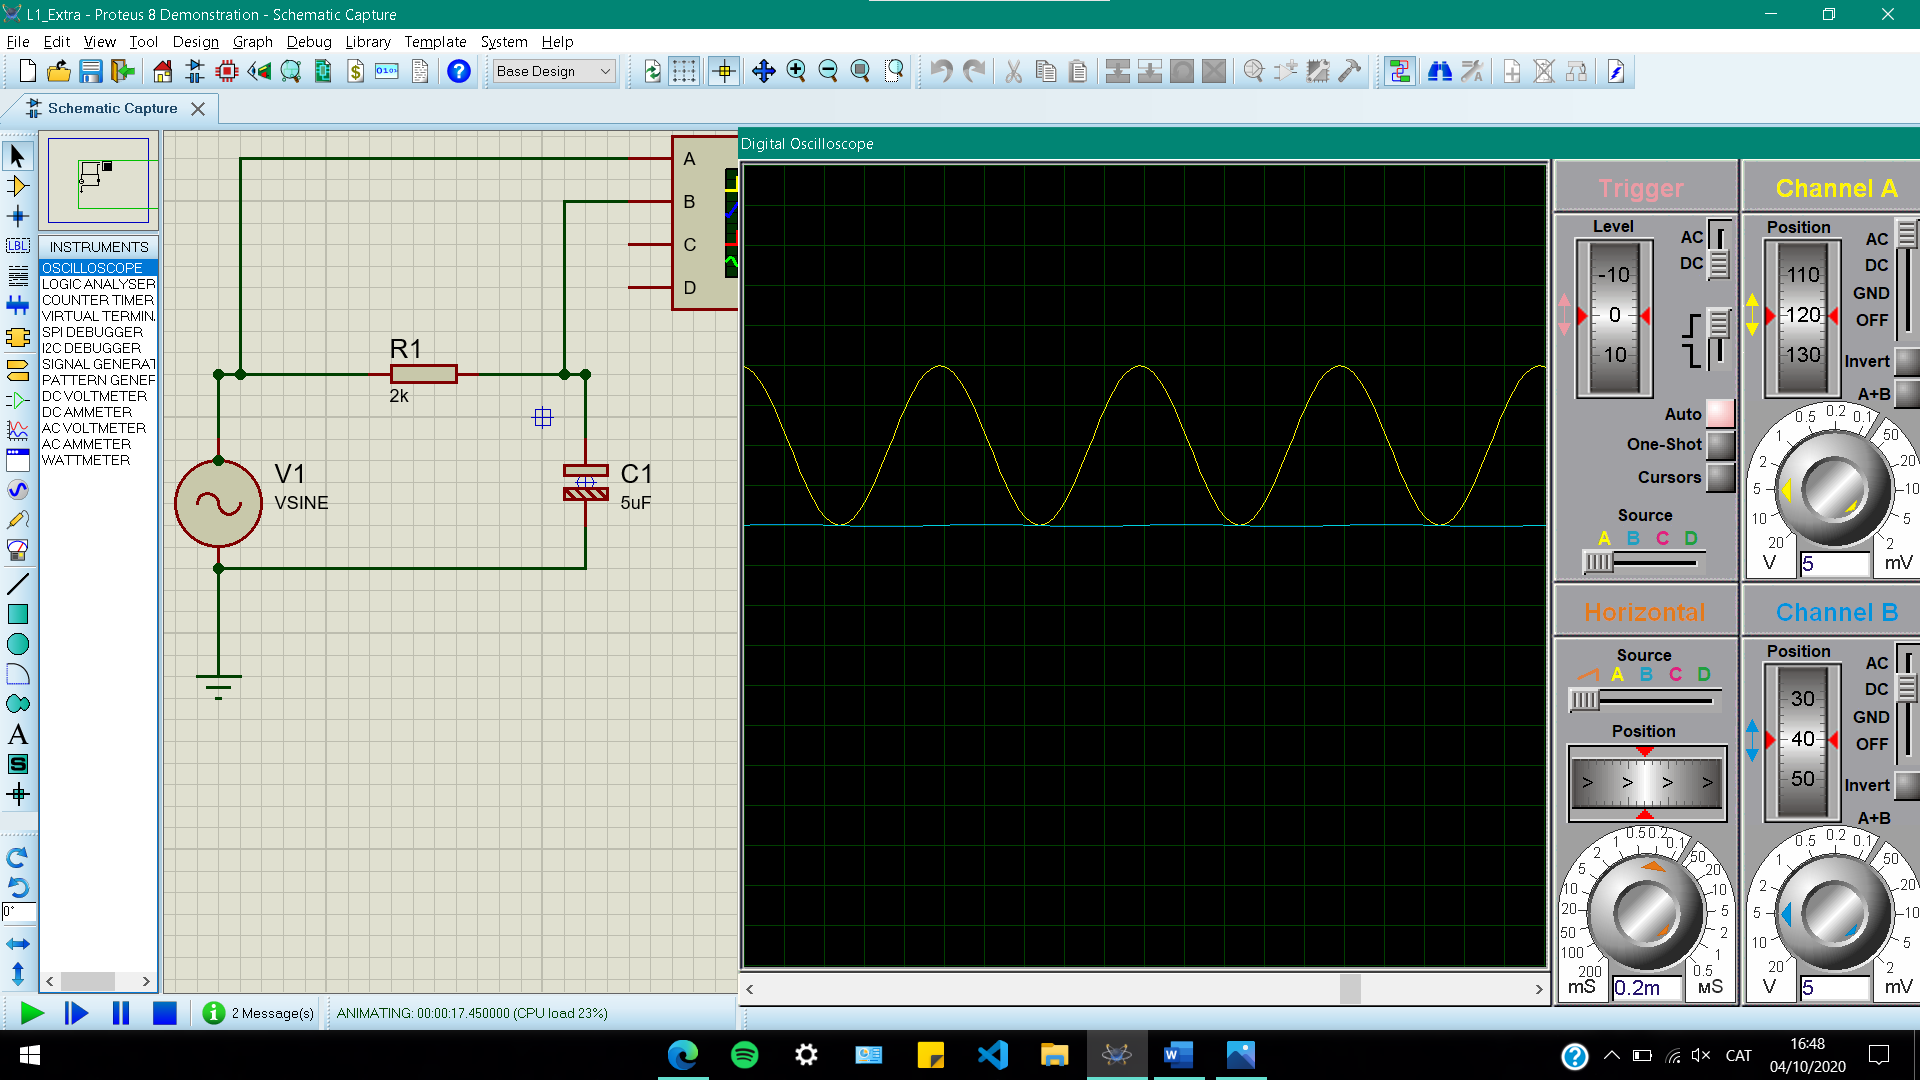 L1_Extra - Proteus 8 Demonstration - Schematic Capture
File Edit View Tool Design Graph Debug Library Template System Help
Base Design
Schematic Capture
INSTRUMENTS
OSCILLOSCOPE
LOGIC ANALYSER
COUNTER TIMER
VIRTUAL TERMIN.
SPI DEBUGGER
I2C DEBUGGER
SIGNAL GENERAT
PATTERN GENEF
DC VOLTMETER
DC AMMETER
AC VOLTMETER
AC AMMETER
WATTMETER
0°
A
B
C
D
R1
2k
V1
VSINE
C1
5uF
Digital Oscilloscope
Trigger
Level
-10
0
10
AC
DC
Auto
One-Shot
Cursors
Source
A B C D
Channel A
Position
110
120
130
AC
DC
GND
OFF
Invert
A+B
0.5 0.2 0.1
1 50
2 20
5 10
10 5
20 2
V 5 mV
Horizontal
Source
A B C D
Position
> > > >
0.5 0.2
1 0.1
2 50
5 20
10 10
20 5
50 2
100 1
200 0.5
mS 0.2m µS
Channel B
Position
30
40
50
AC
DC
GND
OFF
Invert
A+B
0.5 0.2 0.1
1 50
2 20
5 10
10 5
20 2
V 5 mV
2 Message(s)
ANIMATING: 00:00:17.450000 (CPU load 23%)
CAT
16:48
04/10/2020